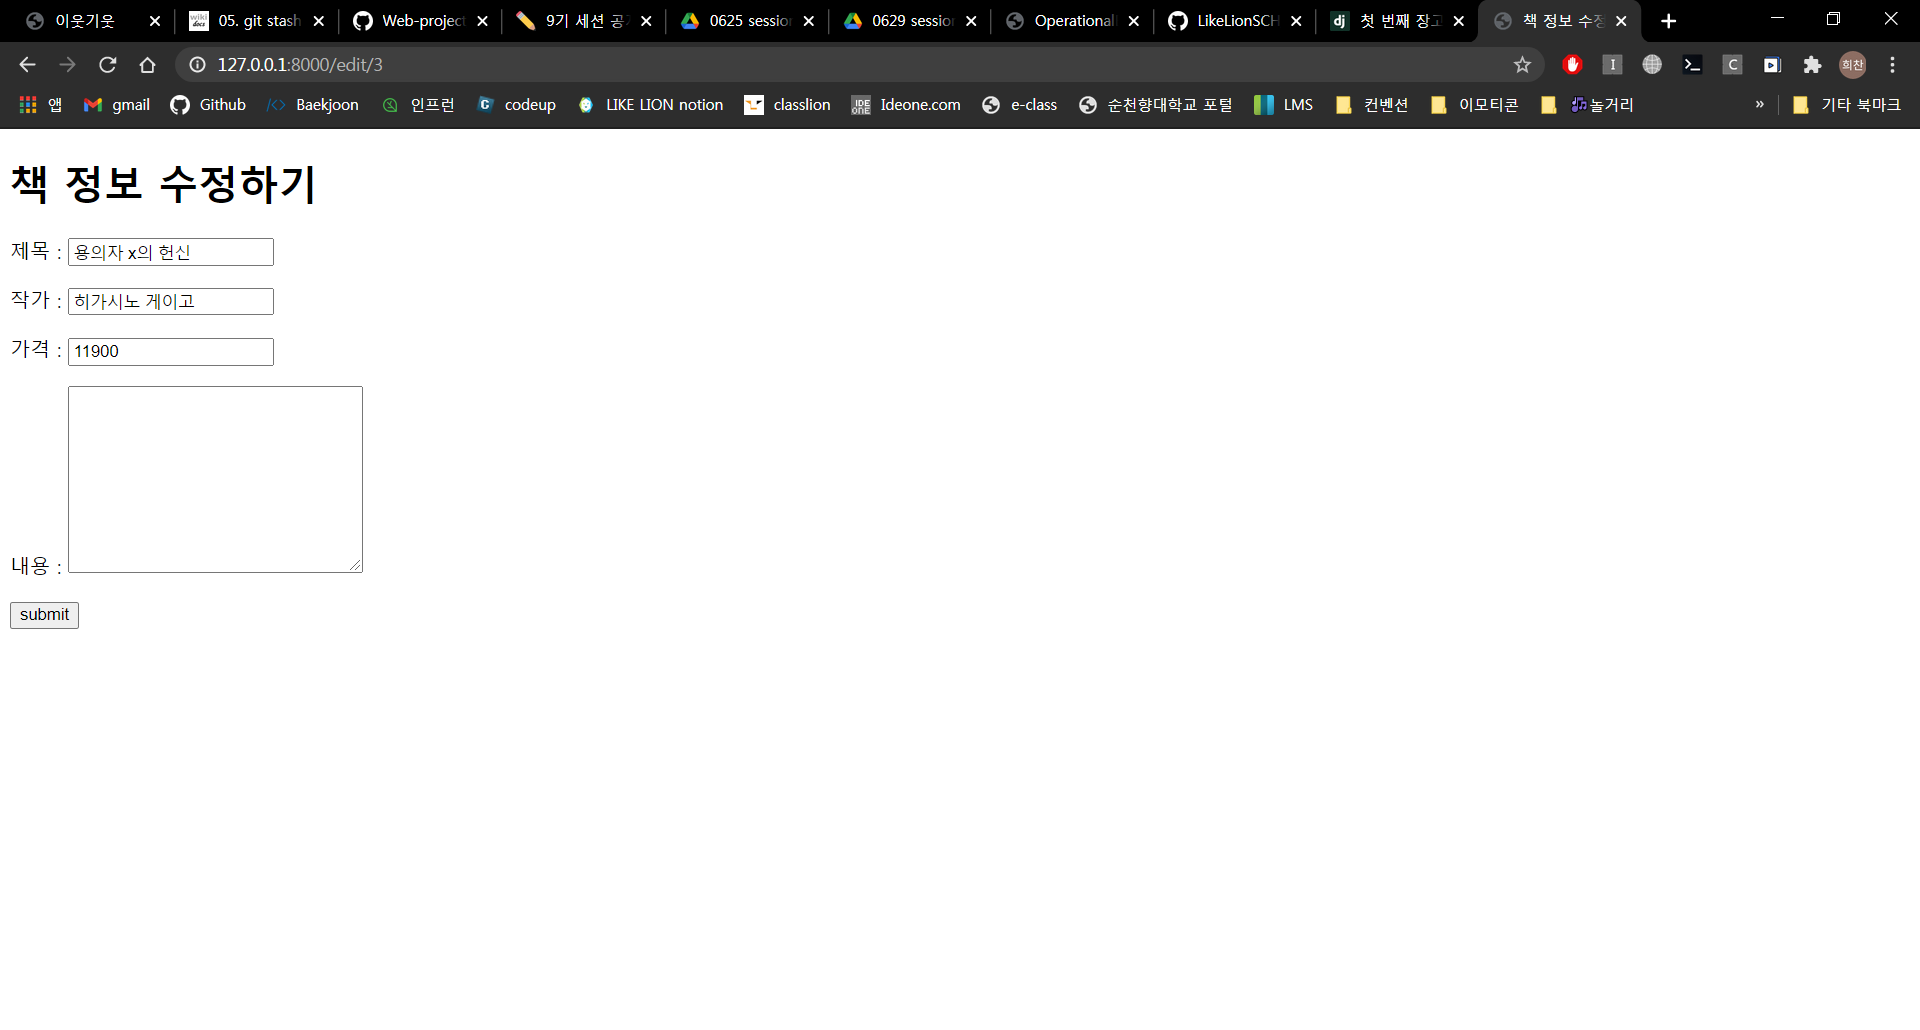 이웃기웃
05. git stash
Web-project
9기 세션 공
0625 session
0629 session
Operational
LikeLionSCH
첫 번째 장고
책 정보 수정
127.0.0.1:8000/edit/3
희찬
앱
gmail
Github
Baekjoon
인프런
codeup
LIKE LION notion
classlion
Ideone.com
e-class
순천향대학교 포털
LMS
컨벤션
이모티콘
놀거리
»
기타 북마크
책 정보 수정하기
제목 : 용의자 x의 헌신
작가 : 히가시노 게이고
가격 : 11900
내용 :
submit